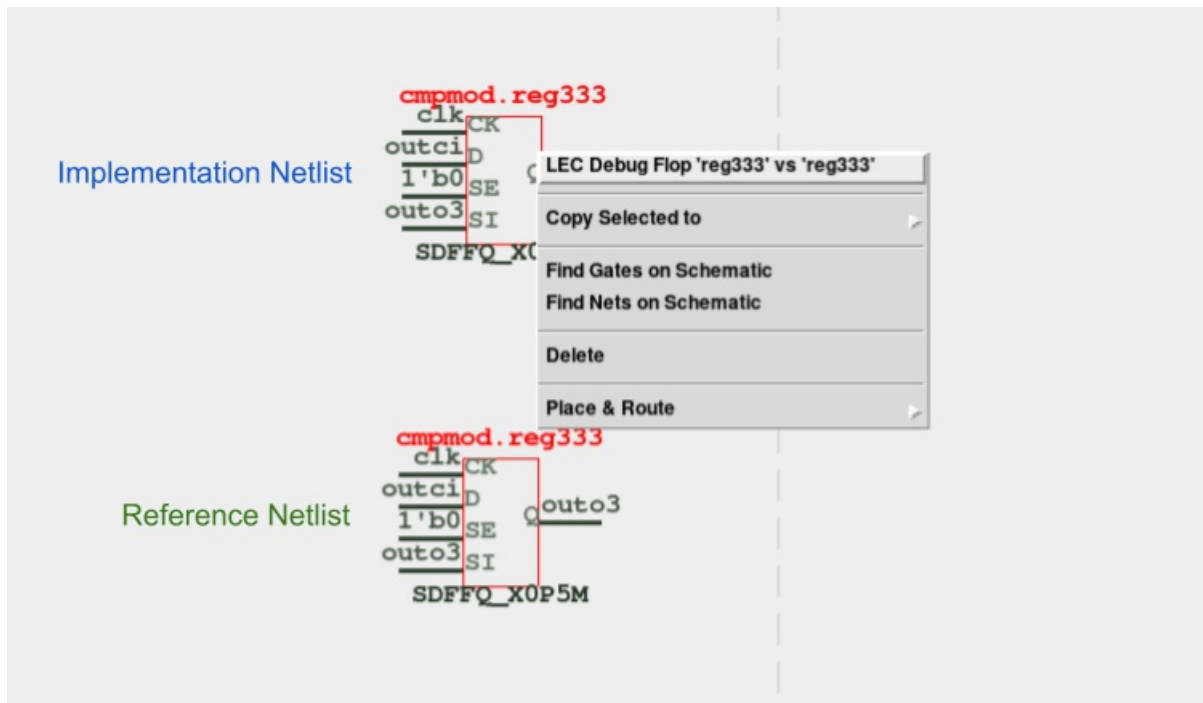 cmpmod.reg333
clk
CK
outci
D
Implementation Netlist
1'b0
SE
outo3
SI
LEC Debug Flop 'reg333' vs 'reg333'
Copy Selected to
Find Gates on Schematic
Find Nets on Schematic
Delete
Place & Route
cmpmod.reg333
clk
CK
outci
D
Reference Netlist
1'b0
SE
Q
outo3
outo3
SI
SDFFQ_X0P5M